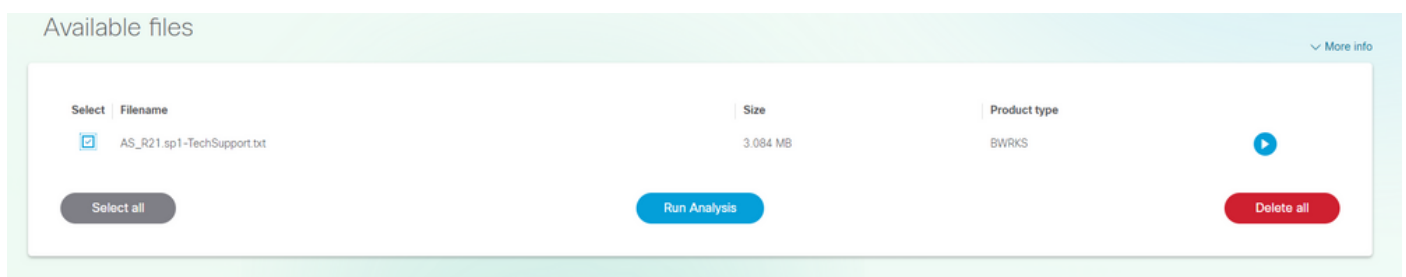 Available files
More info
Select Filename Size Product type
AS_R21.sp1-TechSupport.txt 3.084 MB BWRKS
Select all Run Analysis Delete all